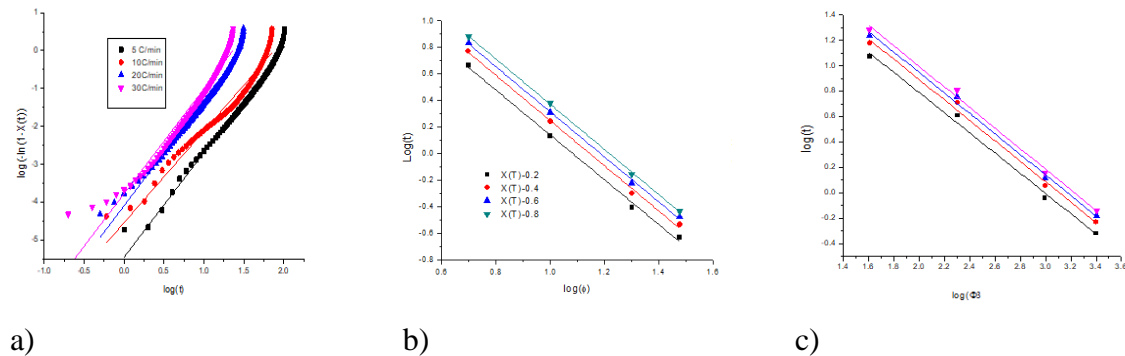 log(-ln(1-X(t))
1
0
-1
-2
-3
-4
-5
-1.0 -0.5 0.0 0.5 1.0 1.5 2.0
log(t)
5 C/min
10C/min
20C/min
30C/min
Log(t)
1.0
0.8
0.6
0.4
0.2
0.0
-0.2
-0.4
-0.6
-0.8
0.6 0.8 1.0 1.2 1.4 1.6
log(ϕ)
X(T)-0.2
X(T)-0.4
X(T)-0.6
X(T)-0.8
log(t)
1.4
1.2
1.0
0.8
0.6
0.4
0.2
0.0
-0.2
-0.4
1.4 1.6 1.8 2.0 2.2 2.4 2.6 2.8 3.0 3.2 3.4 3.6
log(Φ3
a) b) c)